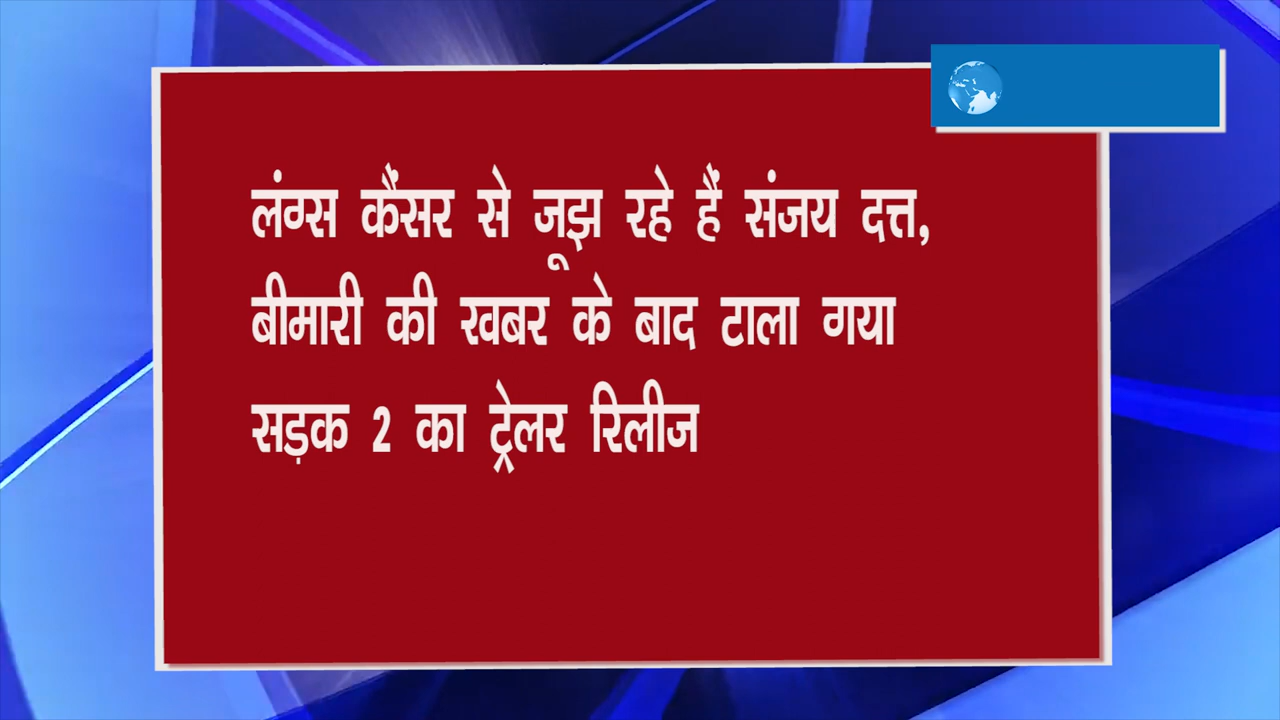 लंग्स कैंसर से जूझ रहे हैं संजय दत्त,
बीमारी की खबर के बाद टाला गया
सड़क 2 का ट्रेलर रिलीज